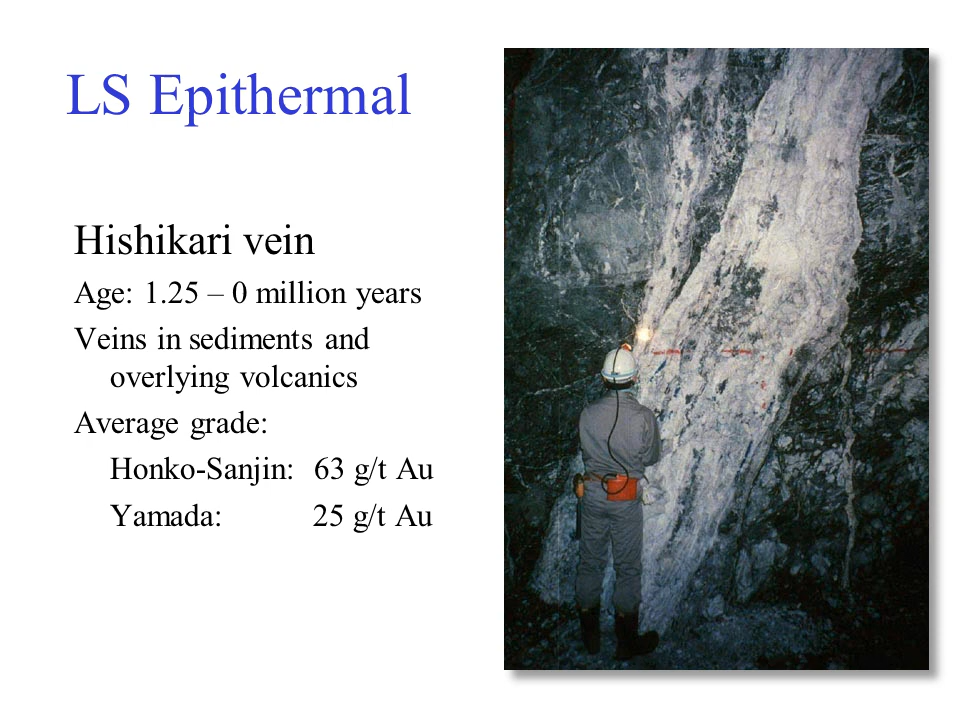 LS Epithermal
Hishikari vein
Age: 1.25 – 0 million years
Veins in sediments and
overlying volcanics
Average grade:
Honko-Sanjin: 63 g/t Au
Yamada: 25 g/t Au